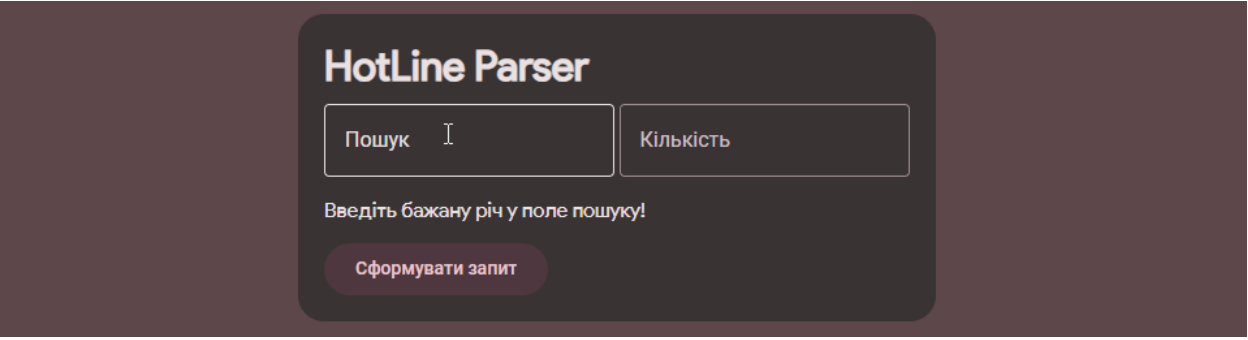 HotLine Parser
Пошук Кількість
Введіть бажану річ у поле пошуку!
Сформувати запит